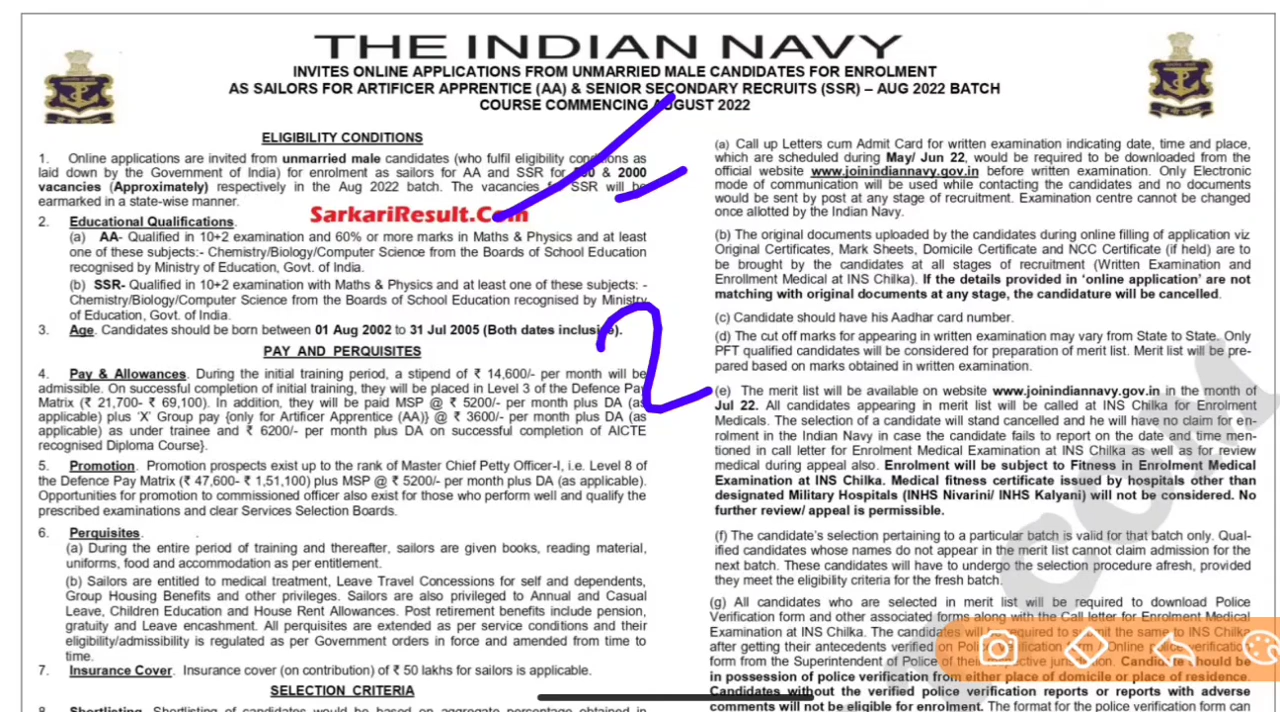 THE INDIAN NAVY
INVITES ONLINE APPLICATIONS FROM UNMARRIED MALE CANDIDATES FOR ENROLMENT
AS SAILORS FOR ARTIFICER APPRENTICE (AA) & SENIOR SECONDARY RECRUITS (SSR) – AUG 2022 BATCH
COURSE COMMENCING AUGUST 2022
ELIGIBILITY CONDITIONS
1. Online applications are invited from unmarried male candidates (who fulfil eligibility conditions as
laid down by the Government of India) for enrolment as sailors for AA and SSR for & 2000
vacancies (Approximately) respectively in the Aug 2022 batch. The vacancies for SSR will be
earmarked in a state-wise manner.
SarkariResult.Com
2. Educational Qualifications.
(a) AA- Qualified in 10+2 examination and 60% or more marks in Maths & Physics and at least
one of these subjects:- Chemistry/Biology/Computer Science from the Boards of School Education
recognised by Ministry of Education, Govt. of India.
(b) SSR- Qualified in 10+2 examination with Maths & Physics and at least one of these subjects: -
Chemistry/Biology/Computer Science from the Boards of School Education recognised by Ministry
of Education, Govt. of India.
3. Age. Candidates should be born between 01 Aug 2002 to 31 Jul 2005 (Both dates inclusive).
PAY AND PERQUISITES
4. Pay & Allowances. During the initial training period, a stipend of ₹ 14,600/- per month will be
admissible. On successful completion of initial training, they will be placed in Level 3 of the Defence Pay
Matrix (₹ 21,700- ₹ 69,100). In addition, they will be paid MSP @ ₹ 5200/- per month plus DA (as
applicable) plus ‘X’ Group pay {only for Artificer Apprentice (AA)} @ ₹ 3600/- per month plus DA (as
applicable) as under trainee and ₹ 6200/- per month plus DA on successful completion of AICTE
recognised Diploma Course}.
5. Promotion. Promotion prospects exist up to the rank of Master Chief Petty Officer-I, i.e. Level 8 of
the Defence Pay Matrix (₹ 47,600- ₹ 1,51,100) plus MSP @ ₹ 5200/- per month plus DA (as applicable).
Opportunities for promotion to commissioned officer also exist for those who perform well and qualify the
prescribed examinations and clear Services Selection Boards.
6. Perquisites.
(a) During the entire period of training and thereafter, sailors are given books, reading material,
uniforms, food and accommodation as per entitlement.
(b) Sailors are entitled to medical treatment, Leave Travel Concessions for self and dependents,
Group Housing Benefits and other privileges. Sailors are also privileged to Annual and Casual
Leave, Children Education and House Rent Allowances. Post retirement benefits include pension,
gratuity and Leave encashment. All perquisites are extended as per service conditions and their
eligibility/admissibility is regulated as per Government orders in force and amended from time to
time.
7. Insurance Cover. Insurance cover (on contribution) of ₹ 50 lakhs for sailors is applicable.
SELECTION CRITERIA
8. Shortlisting. Shortlisting of candidates would be based on aggregate percentage obtained in
2
(a) Call up Letters cum Admit Card for written examination indicating date, time and place,
which are scheduled during May/ Jun 22, would be required to be downloaded from the
official website www.joinindiannavy.gov.in before written examination. Only Electronic
mode of communication will be used while contacting the candidates and no documents
would be sent by post at any stage of recruitment. Examination centre cannot be changed
once allotted by the Indian Navy.
(b) The original documents uploaded by the candidates during online filling of application viz
Original Certificates, Mark Sheets, Domicile Certificate and NCC Certificate (if held) are to
be brought by the candidates at all stages of recruitment (Written Examination and
Enrollment Medical at INS Chilka). If the details provided in ‘online application’ are not
matching with original documents at any stage, the candidature will be cancelled.
(c) Candidate should have his Aadhar card number.
(d) The cut off marks for appearing in written examination may vary from State to State. Only
PFT qualified candidates will be considered for preparation of merit list. Merit list will be pre-
pared based on marks obtained in written examination.
(e) The merit list will be available on website www.joinindiannavy.gov.in in the month of
Jul 22. All candidates appearing in merit list will be called at INS Chilka for Enrolment
Medicals. The selection of a candidate will stand cancelled and he will have no claim for en-
rolment in the Indian Navy in case the candidate fails to report on the date and time men-
tioned in call letter for Enrolment Medical Examination at INS Chilka as well as for review
medical during appeal also. Enrolment will be subject to Fitness in Enrolment Medical
Examination at INS Chilka. Medical fitness certificate issued by hospitals other than
designated Military Hospitals (INHS Nivarini/ INHS Kalyani) will not be considered. No
further review/ appeal is permissible.
(f) The candidate’s selection pertaining to a particular batch is valid for that batch only. Qual-
ified candidates whose names do not appear in the merit list cannot claim admission for the
next batch. These candidates will have to undergo the selection procedure afresh, provided
they meet the eligibility criteria for the fresh batch.
(g) All candidates who are selected in merit list will be required to download Police
Verification form and other associated forms along with the Call letter for Enrolment Medical
Examination at INS Chilka. The candidates will be required to submit the same to INS Chilka
after getting their antecedents verified on Police verification form. Online police verification
form from the Superintendent of Police of their respective jurisdiction. Candidate should be
in possession of police verification from either place of domicile or place of residence.
Candidates without the verified police verification reports or reports with adverse
comments will not be eligible for enrolment. The format for the police verification form can